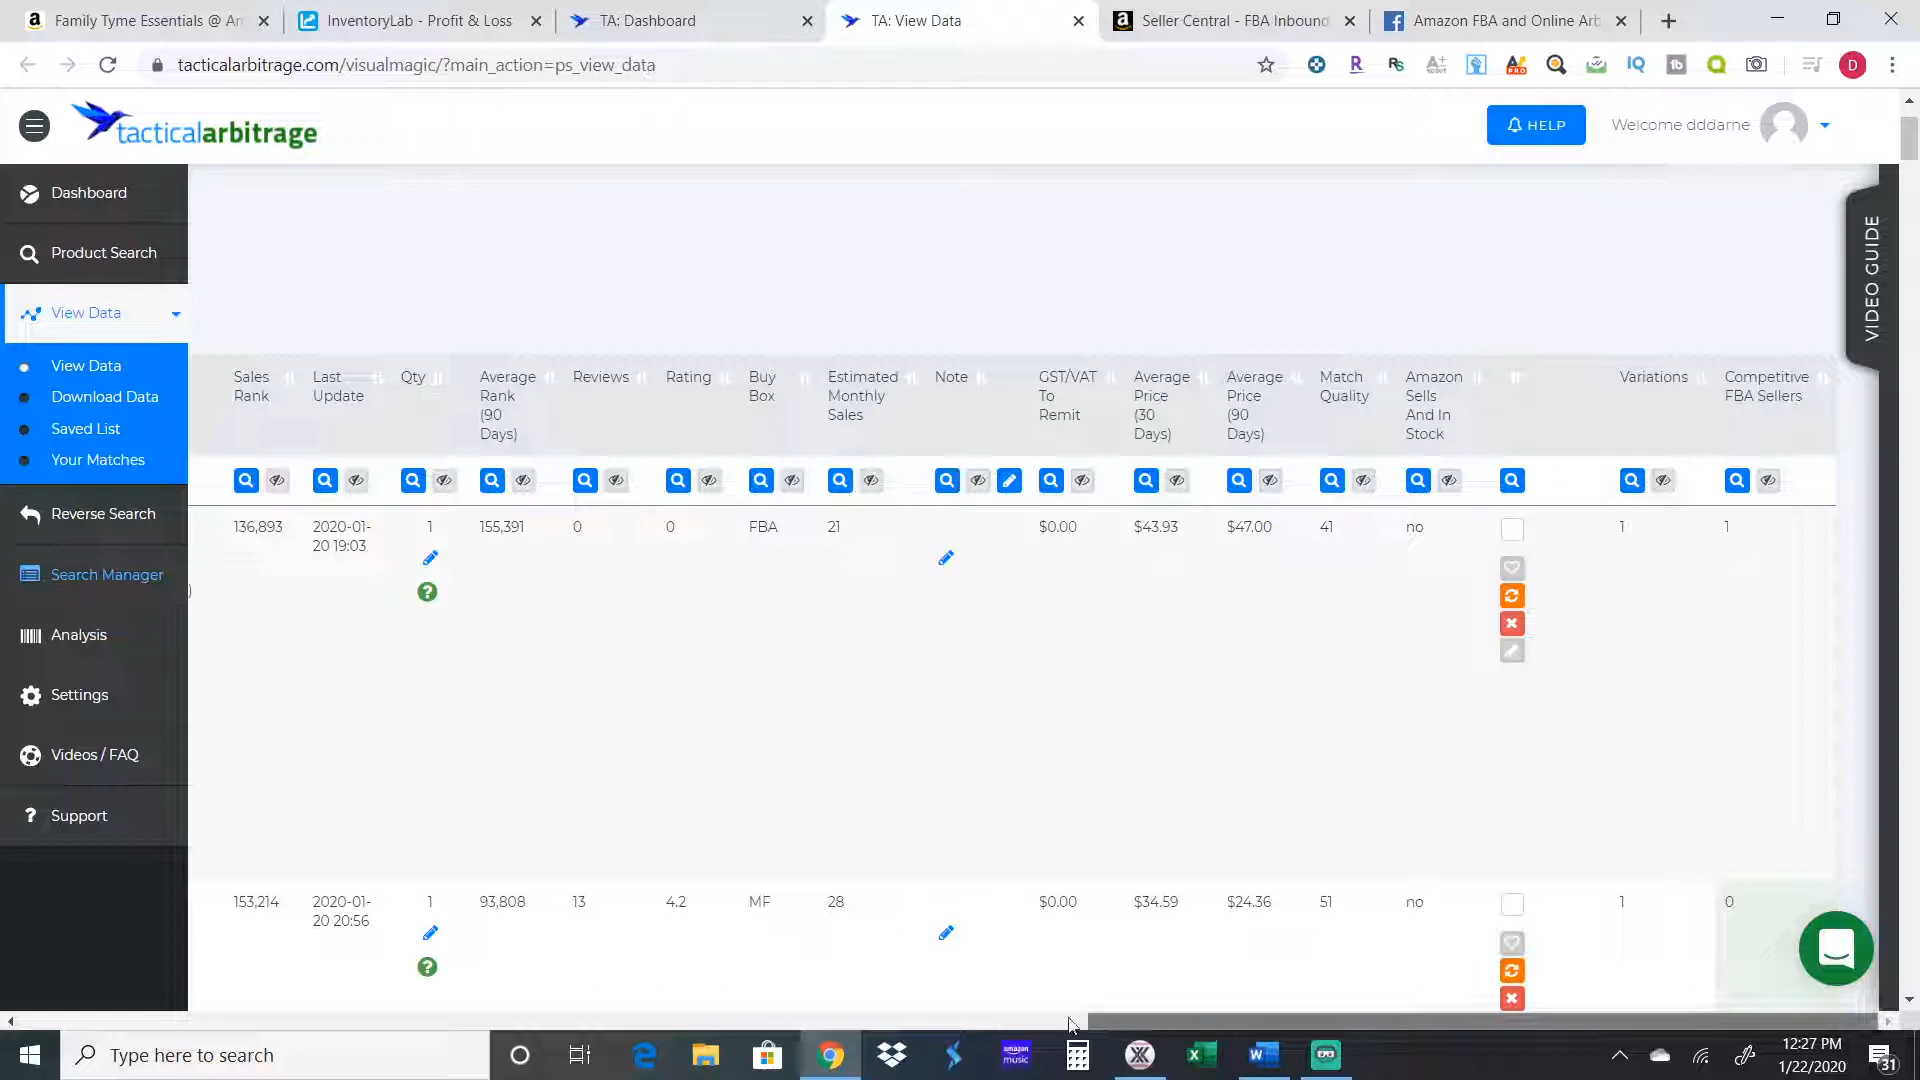 Family Tyme Essentials @ Ar
InventoryLab - Profit & Loss
TA: Dashboard
TA: View Data
Seller Central - FBA Inbound
Amazon FBA and Online Arb
tacticalarbitrage.com/visualmagic/?main_action=ps_view_data
D
tacticalarbitrage
HELP
Welcome dddarne
VIDEO GUIDE
Dashboard
Product Search
View Data
View Data
Download Data
Saved List
Your Matches
Reverse Search
Search Manager
Analysis
Settings
Videos / FAQ
Support
Sales
Rank
Last
Update
Qty
Average
Rank
(90
Days)
Reviews
Rating
Buy
Box
Estimated
Monthly
Sales
Note
GST/VAT
To
Remit
Average
Price
(30
Days)
Average
Price
(90
Days)
Match
Quality
Amazon
Sells
And In
Stock
Variations
Competitive
FBA Sellers
136,893
2020-01-
20 19:03
1
155,391
0
0
FBA
21
$0.00
$43.93
$47.00
41
no
1
1
)
153,214
2020-01-
20 20:56
1
93,808
13
4.2
MF
28
$0.00
$34.59
$24.36
51
no
1
0
Type here to search
amazon
music
12:27 PM
1/22/2020
31